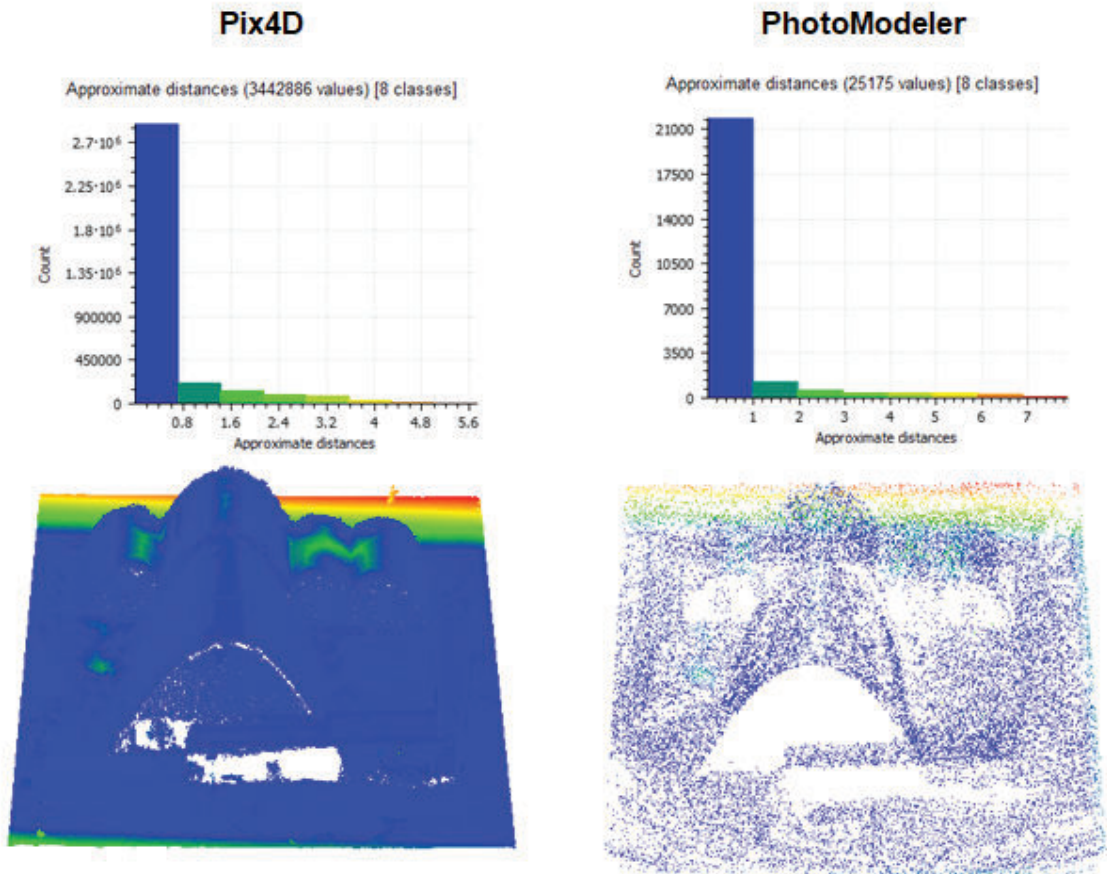 Pix4D
Approximate distances (3442886 values) [8 classes]
2.7·10⁶
2.25·10⁶
1.8·10⁶
1.35·10⁶
900000
450000
0
Count
0.8 1.6 2.4 3.2 4 4.8 5.6
Approximate distances
PhotoModeler
Approximate distances (25175 values) [8 classes]
21000
17500
14000
10500
7000
3500
0
Count
1 2 3 4 5 6 7
Approximate distances